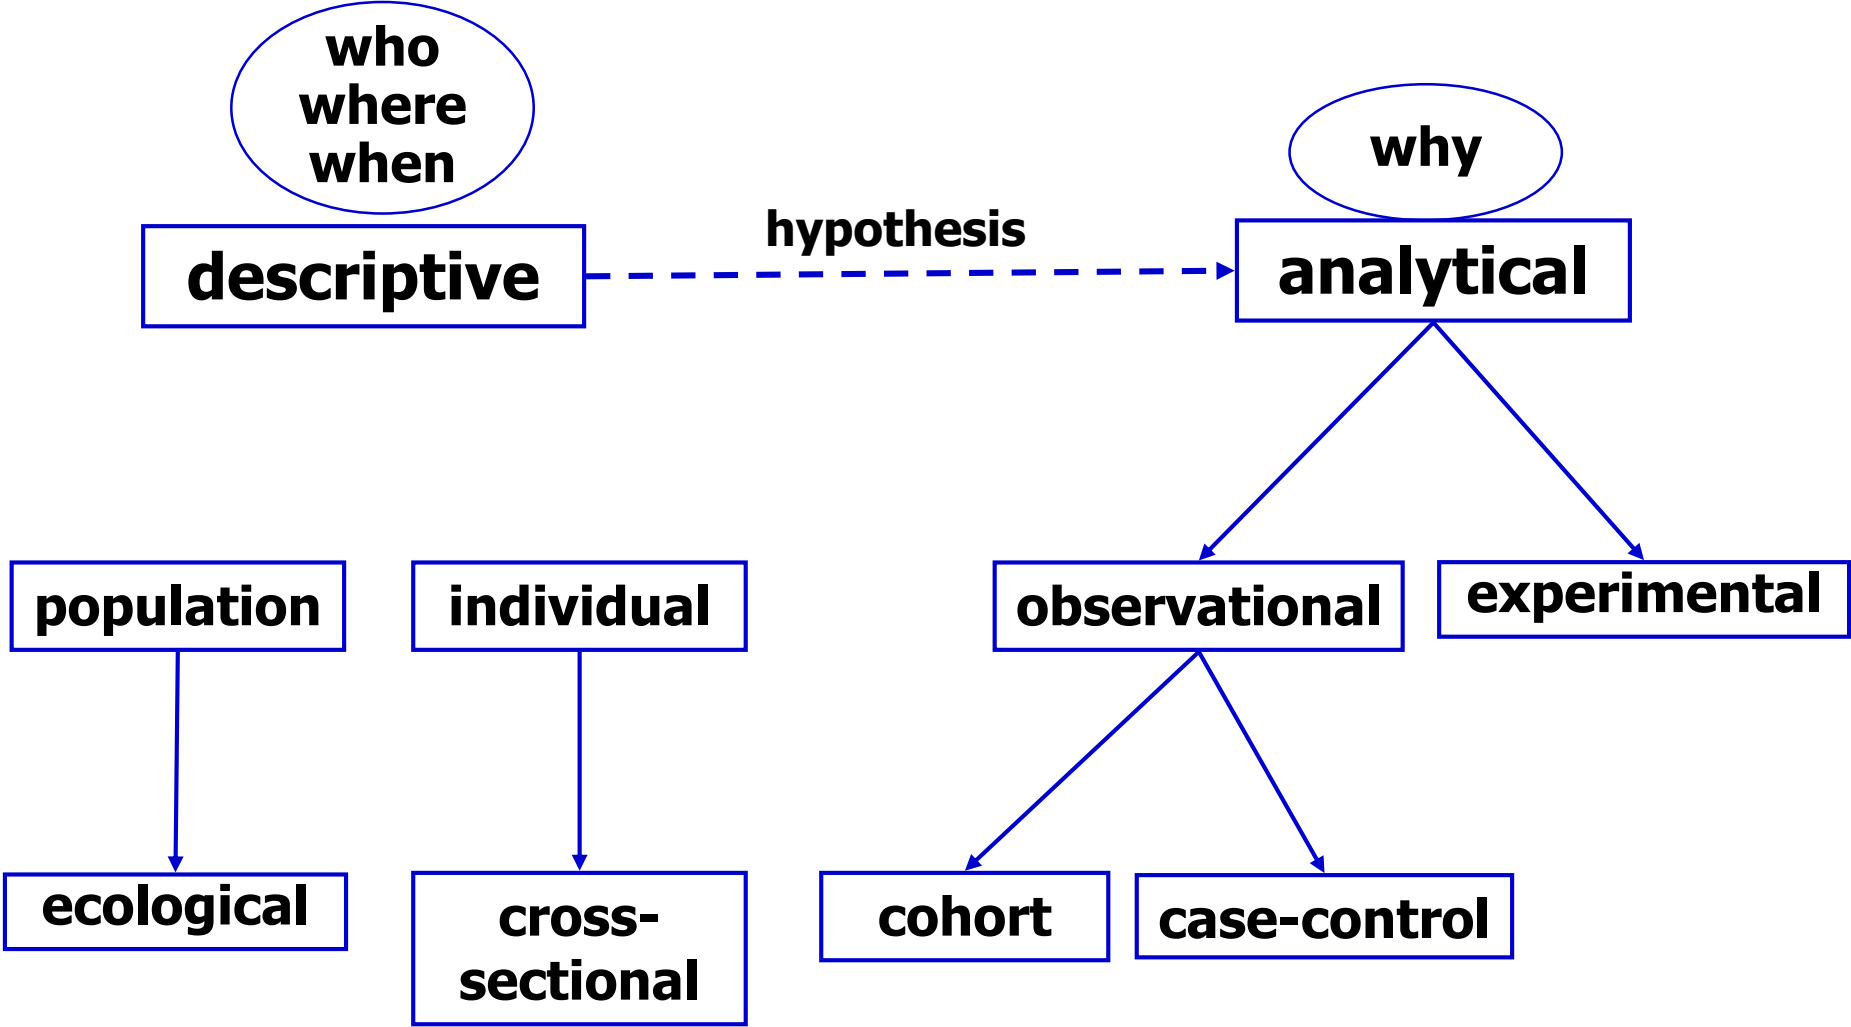 who
where
when
descriptive
hypothesis
why
analytical
population
individual
observational
experimental
ecological
cross-
sectional
cohort
case-control